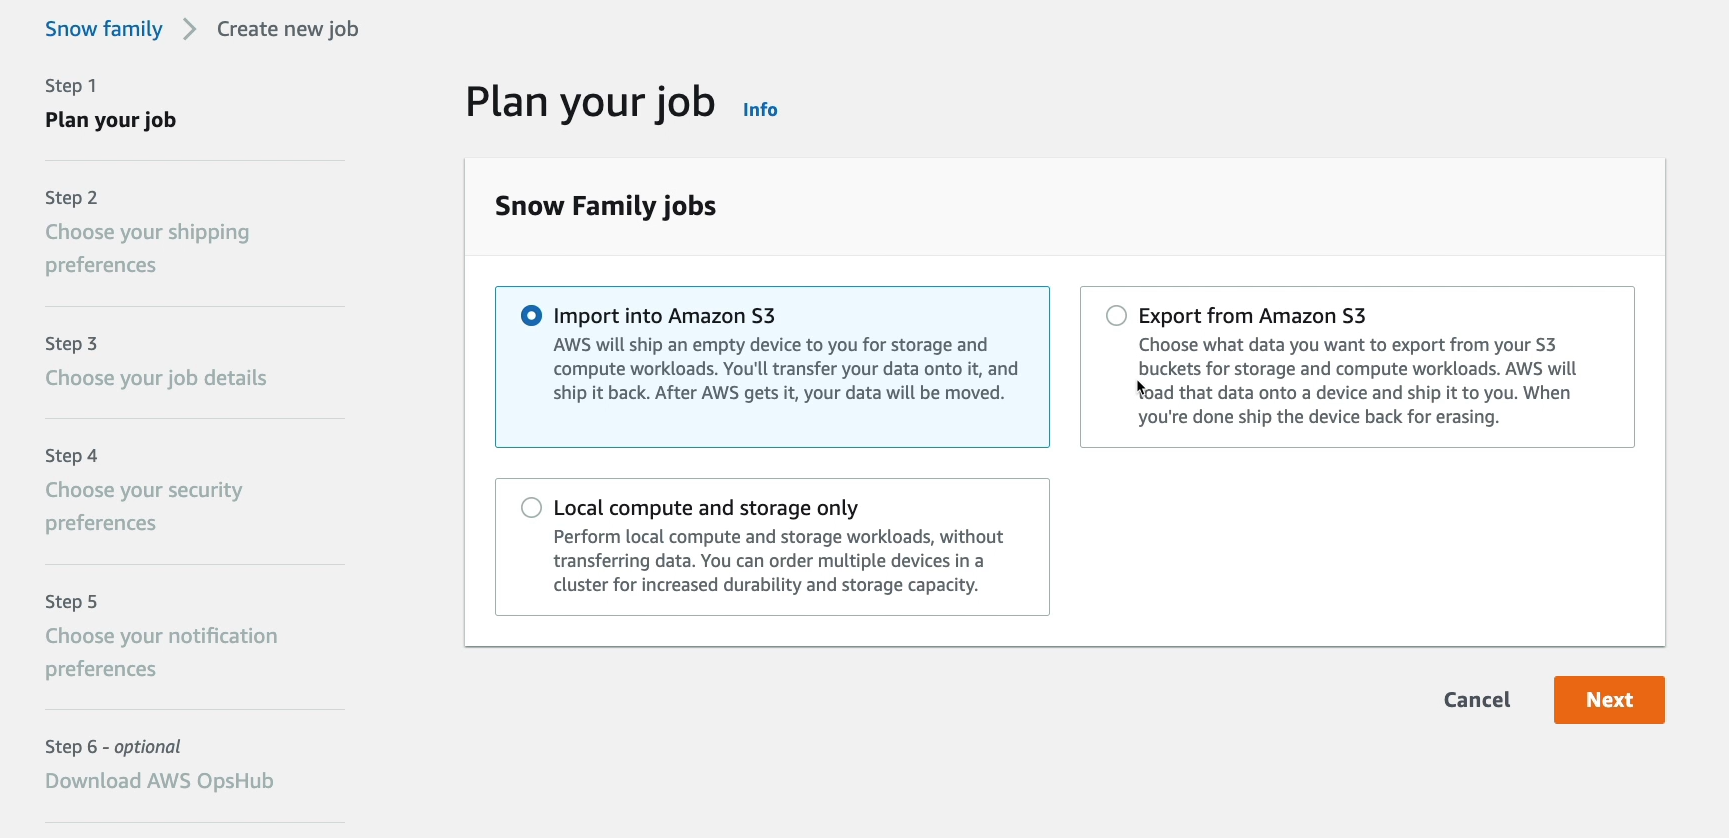 Snow family > Create new job
Step 1
Plan your job
Step 2
Choose your shipping
preferences
Step 3
Choose your job details
Step 4
Choose your security
preferences
Step 5
Choose your notification
preferences
Step 6 - optional
Download AWS OpsHub
Plan your job Info
Snow Family jobs
Import into Amazon S3
AWS will ship an empty device to you for storage and
compute workloads. You'll transfer your data onto it, and
ship it back. After AWS gets it, your data will be moved.
Export from Amazon S3
Choose what data you want to export from your S3
buckets for storage and compute workloads. AWS will
load that data onto a device and ship it to you. When
you're done ship the device back for erasing.
Local compute and storage only
Perform local compute and storage workloads, without
transferring data. You can order multiple devices in a
cluster for increased durability and storage capacity.
Cancel Next